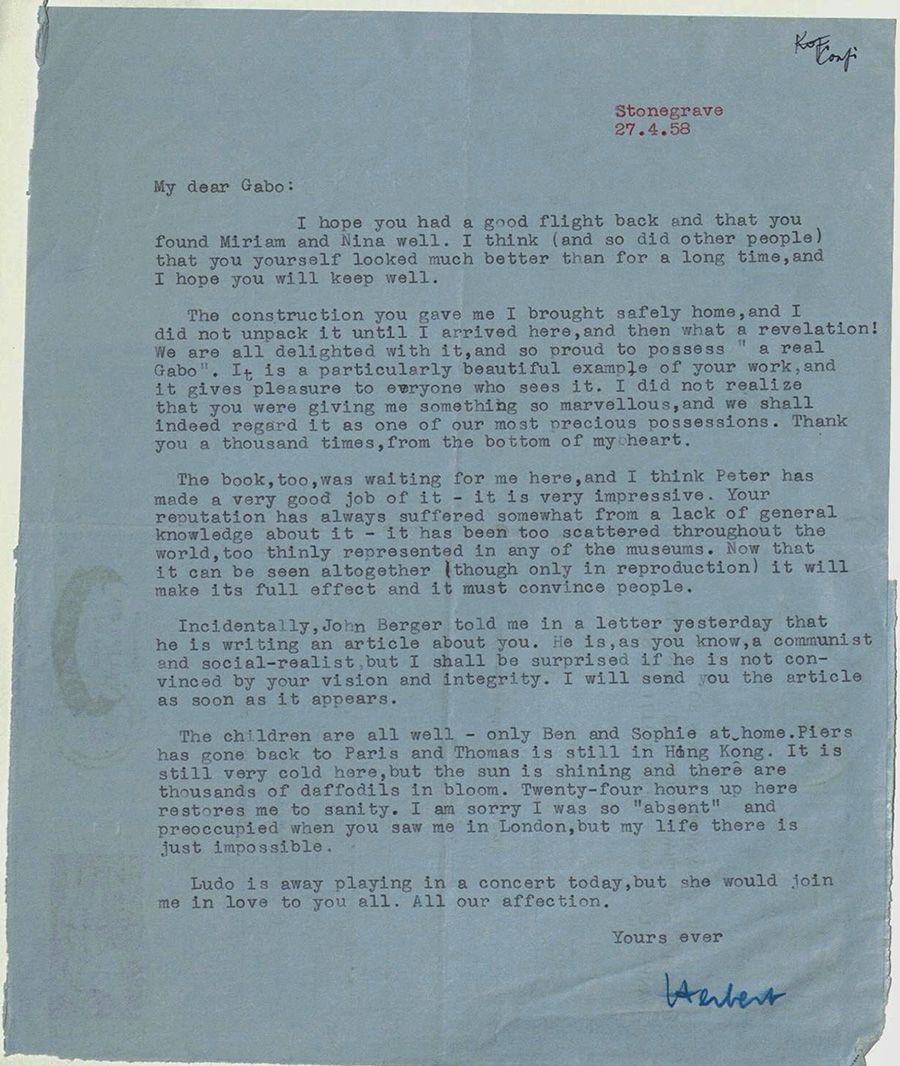 Stonegrave
27.4.58
My dear Gabo:
I hope you had a good flight back and that you
found Miriam and Nina well. I think (and so did other people)
that you yourself looked much better than for a long time,and
I hope you will keep well.
The construction you gave me I brought safely home,and I
did not unpack it until I arrived here,and then what a revelation!
We are all delighted with it,and so proud to possess " a real
Gabo". It is a particularly beautiful example of your work,and
it gives pleasure to everyone who sees it. I did not realize
that you were giving me something so marvellous,and we shall
indeed regard it as one of our most precious possessions. Thank
you a thousand times,from the bottom of my heart.
The book,too,was waiting for me here,and I think Peter has
made a very good job of it - it is very impressive. Your
reputation has always suffered somewhat from a lack of general
knowledge about it - it has been too scattered throughout the
world,too thinly represented in any of the museums. Now that
it can be seen altogether (though only in reproduction) it will
make its full effect and it must convince people.
Incidentally,John Berger told me in a letter yesterday that
he is writing an article about you. He is,as you know,a communist
and social-realist,but I shall be surprised if he is not con-
vinced by your vision and integrity. I will send you the article
as soon as it appears.
The children are all well - only Ben and Sophie at home.Piers
has gone back to Paris and Thomas is still in Hong Kong. It is
still very cold here,but the sun is shining and there are
thousands of daffodils in bloom. Twenty-four hours up here
restores me to sanity. I am sorry I was so "absent" and
preoccupied when you saw me in London,but my life there is
just impossible.
Ludo is away playing in a concert today,but she would join
me in love to you all. All our affection.
Yours ever
Herbert